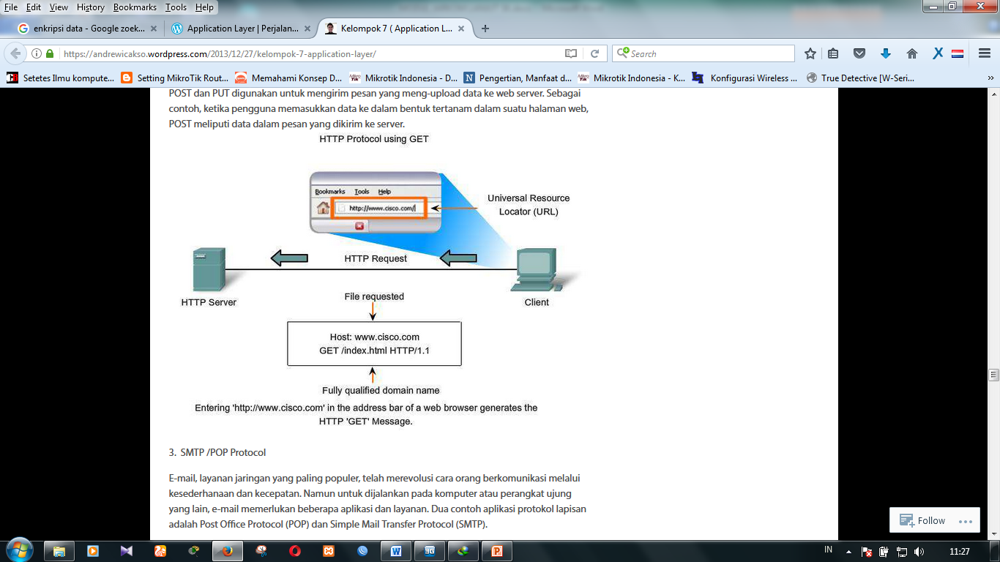 File Edit View History Bookmarks Tools Help
enkripsi data - Google zoek...
Application Layer | Perjalan...
Kelompok 7 ( Application L...
https://andrewicakso.wordpress.com/2013/12/27/kelompok-7-application-layer/
Search
Setetes Ilmu kompute...
Setting MikroTik Rout...
Memahami Konsep D...
Mikrotik Indonesia - D...
Pengertian, Manfaat d...
Mikrotik Indonesia - K...
Konfigurasi Wireless ...
True Detective [W-Seri...
POST dan PUT digunakan untuk mengirim pesan yang meng-upload data ke web server. Sebagai
contoh, ketika pengguna memasukkan data ke dalam bentuk tertanam dalam suatu halaman web,
POST meliputi data dalam pesan yang dikirim ke server.
HTTP Protocol using GET
Bookmarks Tools Help
http://www.cisco.com/
Universal Resource
Locator (URL)
HTTP Request
HTTP Server
Client
File requested
Host: www.cisco.com
GET /index.html HTTP/1.1
Fully qualified domain name
Entering 'http://www.cisco.com' in the address bar of a web browser generates the
HTTP 'GET' Message.
3. SMTP /POP Protocol
E-mail, layanan jaringan yang paling populer, telah merevolusi cara orang berkomunikasi melalui
kesederhanaan dan kecepatan. Namun untuk dijalankan pada komputer atau perangkat ujung
yang lain, e-mail memerlukan beberapa aplikasi dan layanan. Dua contoh aplikasi protokol lapisan
adalah Post Office Protocol (POP) dan Simple Mail Transfer Protocol (SMTP).
Follow
IN
11:27